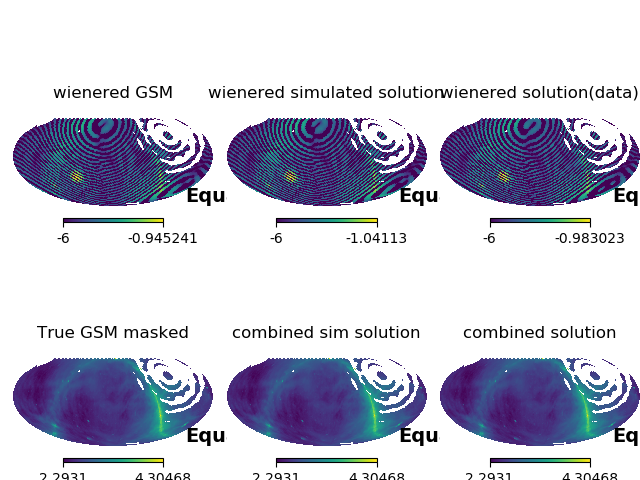 wienered GSM wienered simulated solution wienered solution(data)
Equ Equ Eq
-6 -0.945241 -6 -1.04113 -6 -0.983023
True GSM masked combined sim solution combined solution
Equ Equ Eq
2.2931 4.30468 2.2931 4.30468 2.2931 4.30468